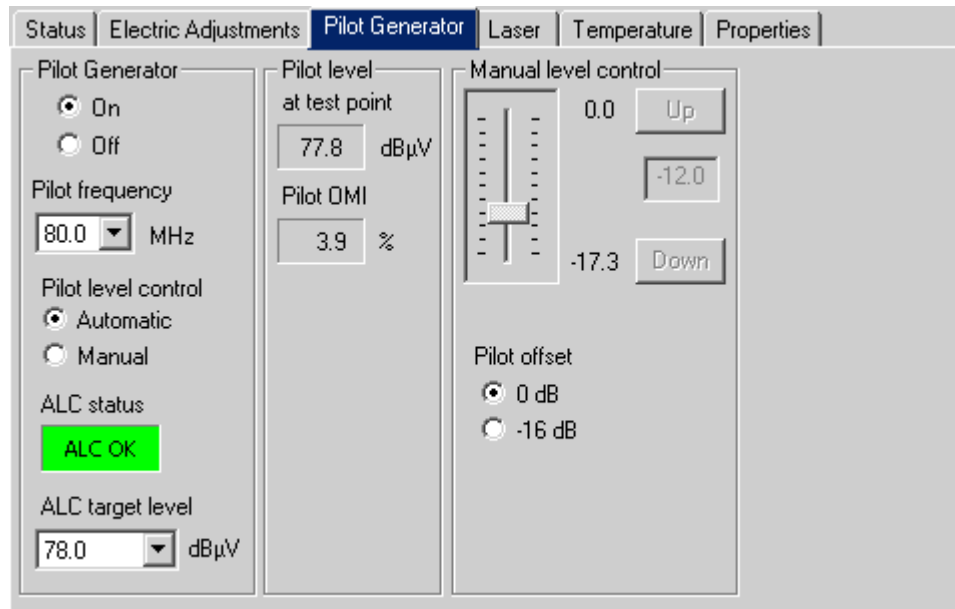 Status Electric Adjustments Pilot Generator Laser Temperature Properties
Pilot Generator
On
Off
Pilot frequency
80.0 MHz
Pilot level control
Automatic
Manual
ALC status
ALC OK
ALC target level
78.0 dBµV
Pilot level
at test point
77.8 dBµV
Pilot OMI
3.9 %
Manual level control
0.0 Up
-12.0
-17.3 Down
Pilot offset
0 dB
-16 dB